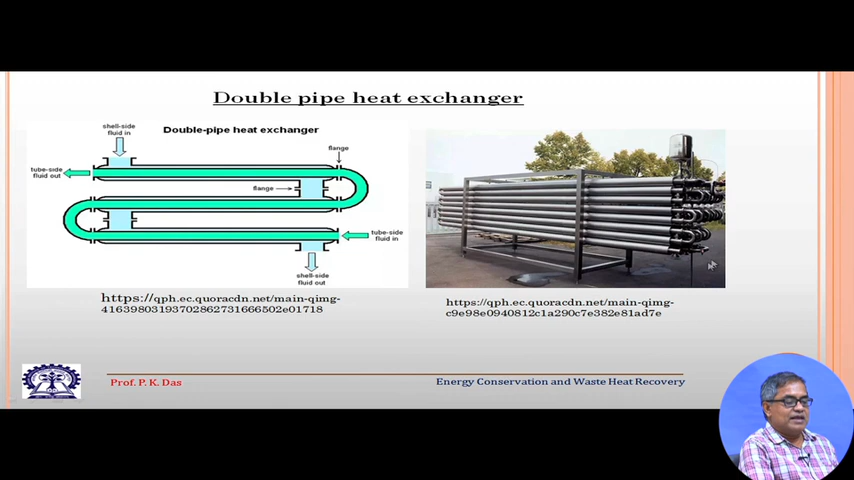 Double pipe heat exchanger
shell-side
fluid in
Double-pipe heat exchanger
flange
tube-side
fluid out
flange
tube-side
fluid in
shell-side
fluid out
https://qph.ec.quoracdn.net/main-qimg-
41639803193702862731666502e01718
https://qph.ec.quoracdn.net/main-qimg-
c9e98e0940812c1a290c7e382e81ad7e
Prof. P. K. Das
Energy Conservation and Waste Heat Recovery